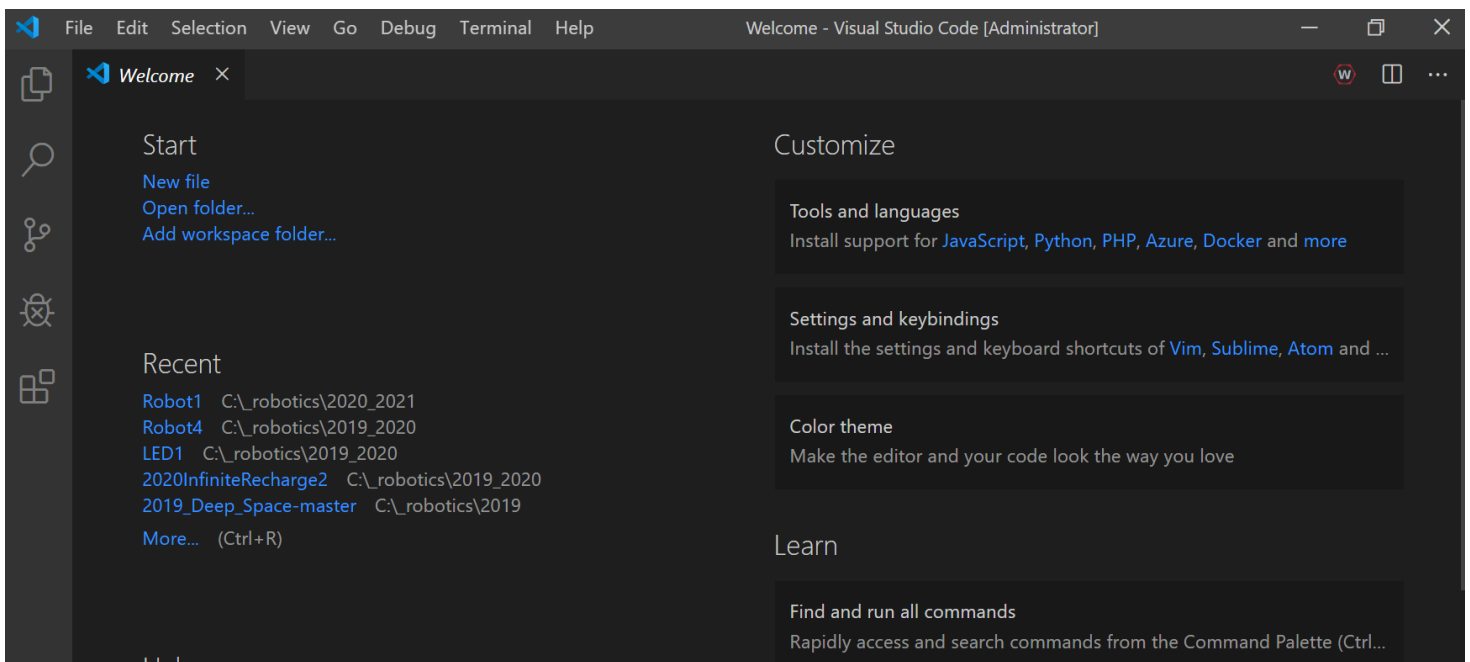 File Edit Selection View Go Debug Terminal Help Welcome - Visual Studio Code [Administrator]
Welcome
W
Start
New file
Open folder...
Add workspace folder...
Recent
Robot1 C:\_robotics\2020_2021
Robot4 C:\_robotics\2019_2020
LED1 C:\_robotics\2019_2020
2020InfiniteRecharge2 C:\_robotics\2019_2020
2019_Deep_Space-master C:\_robotics\2019
More... (Ctrl+R)
Customize
Tools and languages
Install support for JavaScript, Python, PHP, Azure, Docker and more
Settings and keybindings
Install the settings and keyboard shortcuts of Vim, Sublime, Atom and ...
Color theme
Make the editor and your code look the way you love
Learn
Find and run all commands
Rapidly access and search commands from the Command Palette (Ctrl...